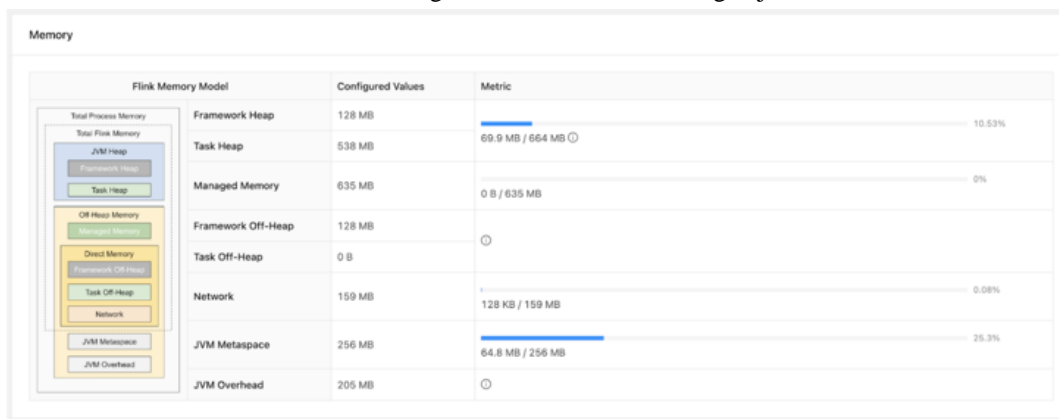 Memory
Flink Memory Model Configured Values Metric
Total Process Memory
Total Flink Memory
JVM Heap
Framework Heap
Task Heap
Off-Heap Memory
Managed Memory
Direct Memory
Framework Off-Heap
Task Off-Heap
Network
JVM Metaspace
JVM Overhead
Framework Heap 128 MB
10.53%
69.9 MB / 664 MB
Task Heap 538 MB
Managed Memory 635 MB
0%
0 B / 635 MB
Framework Off-Heap 128 MB
Task Off-Heap 0 B
Network 159 MB
0.08%
128 KB / 159 MB
JVM Metaspace 256 MB
25.3%
64.8 MB / 256 MB
JVM Overhead 205 MB